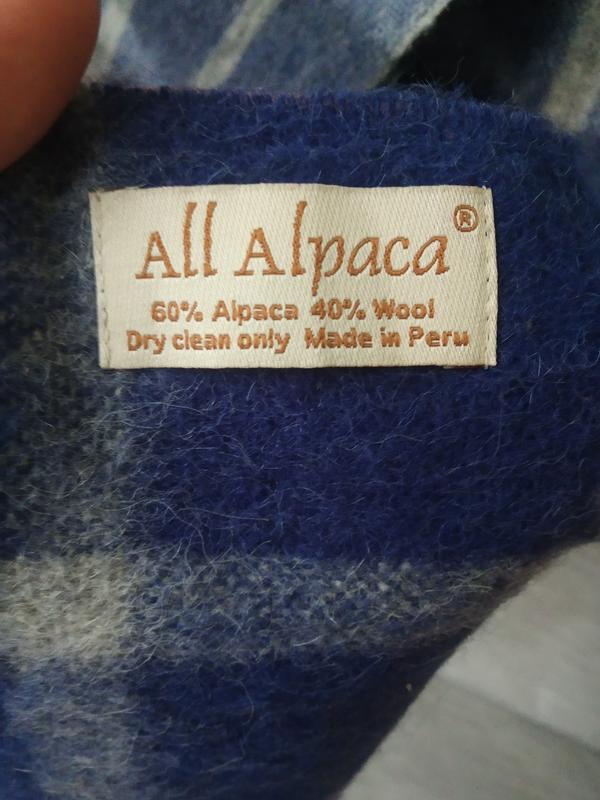 All Alpaca®
60% Alpaca 40% Wool
Dry clean only Made in Peru